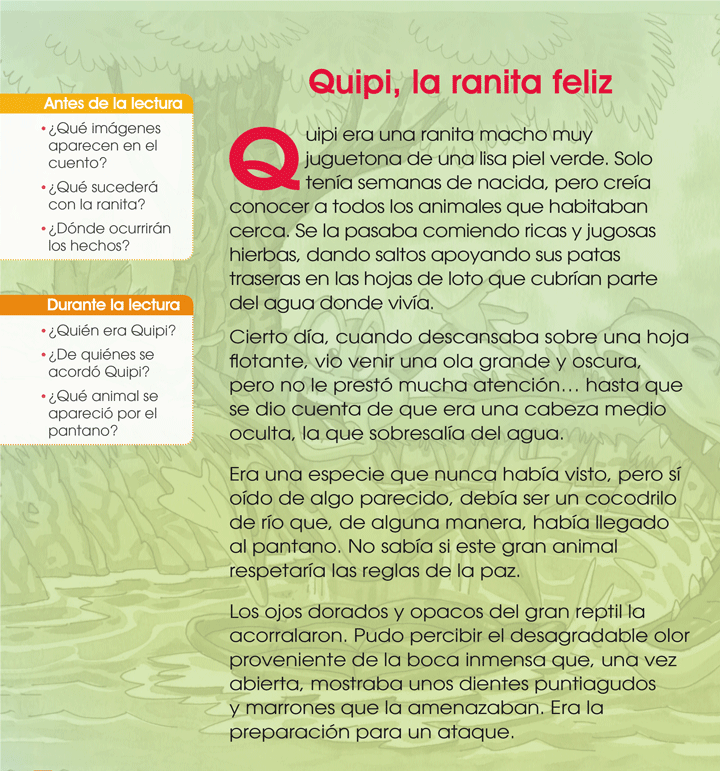 Quipi, la ranita feliz
Antes de la lectura
• ¿Qué imágenes
aparecen en el
cuento?
• ¿Qué sucederá
con la ranita?
• ¿Dónde ocurrirán
los hechos?
Durante la lectura
• ¿Quién era Quipi?
• ¿De quiénes se
acordó Quipi?
• ¿Qué animal se
apareció por el
pantano?
Quipi era una ranita macho muy
juguetona de una lisa piel verde. Solo
tenía semanas de nacida, pero creía
conocer a todos los animales que habitaban
cerca. Se la pasaba comiendo ricas y jugosas
hierbas, dando saltos apoyando sus patas
traseras en las hojas de loto que cubrían parte
del agua donde vivía.
Cierto día, cuando descansaba sobre una hoja
flotante, vio venir una ola grande y oscura,
pero no le prestó mucha atención… hasta que
se dio cuenta de que era una cabeza medio
oculta, la que sobresalía del agua.
Era una especie que nunca había visto, pero sí
oído de algo parecido, debía ser un cocodrilo
de río que, de alguna manera, había llegado
al pantano. No sabía si este gran animal
respetaría las reglas de la paz.
Los ojos dorados y opacos del gran reptil la
acorralaron. Pudo percibir el desagradable olor
proveniente de la boca inmensa que, una vez
abierta, mostraba unos dientes puntiagudos
y marrones que la amenazaban. Era la
preparación para un ataque.